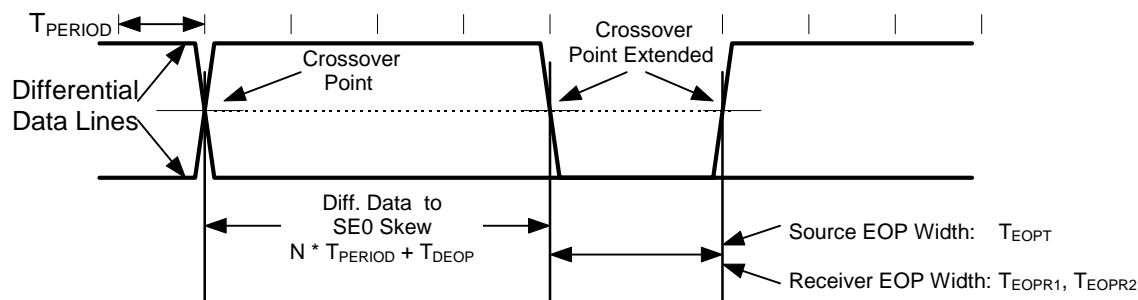 TPERIOD
Crossover
Point
Crossover
Point Extended
Differential
Data Lines
Diff. Data to
SE0 Skew
N * TPERIOD + TDEOP
Source EOP Width: TEOPT
Receiver EOP Width: TEOPR1, TEOPR2